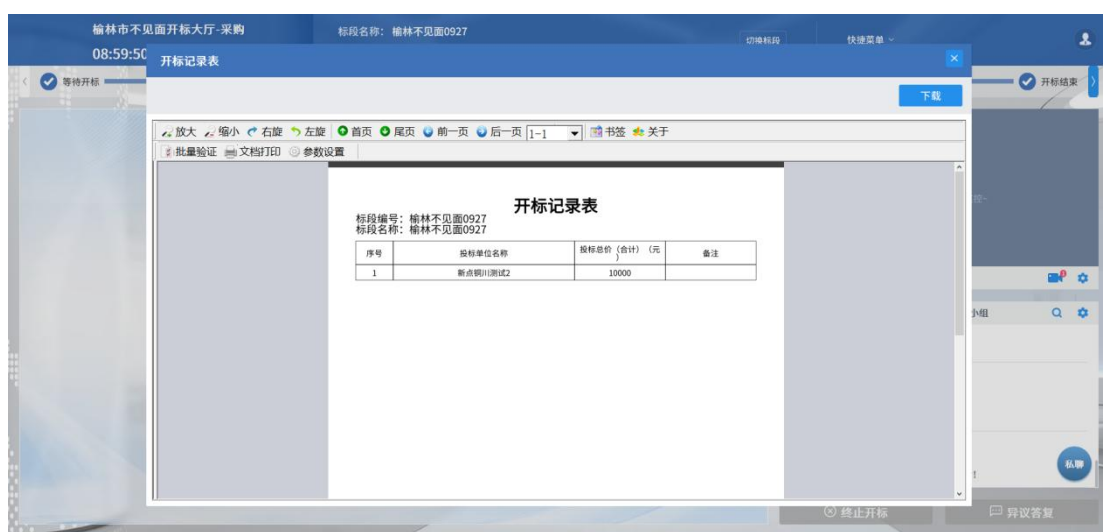 榆林市不见面开标大厅-采购
标段名称: 榆林不见面0927
切换标段
快捷菜单
08:59:50
开标记录表
等待开标
开标结束
下载
放大 缩小 右旋 左旋 首页 尾页 前一页 后一页 1-1 书签 关于
批量验证 文档打印 参数设置
开标记录表
标段编号: 榆林不见面0927
标段名称: 榆林不见面0927
序号 投标单位名称 投标总价（合计）（元） 备注
1 新点铜川测试2 10000
小组
私聊
终止开标
异议答复